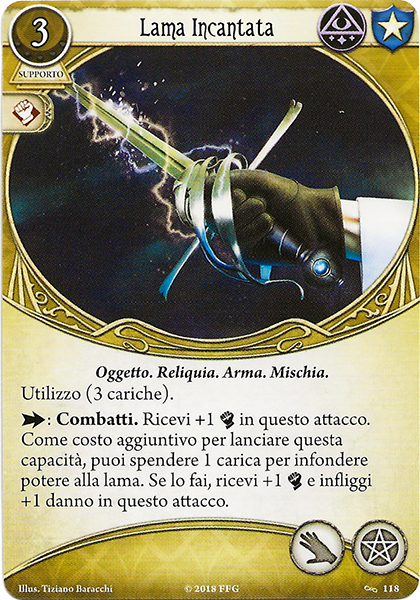 3
Lama Incantata
SUPPORTO
Oggetto. Reliquia. Arma. Mischia.
Utilizzo (3 cariche).
: Combatti. Ricevi +1 in questo attacco.
Come costo aggiuntivo per lanciare questa
capacità, puoi spendere 1 carica per infondere
potere alla lama. Se lo fai, ricevi +1 e infliggi
+1 danno in questo attacco.
Illus. Tiziano Baracchi © 2018 FFG 118